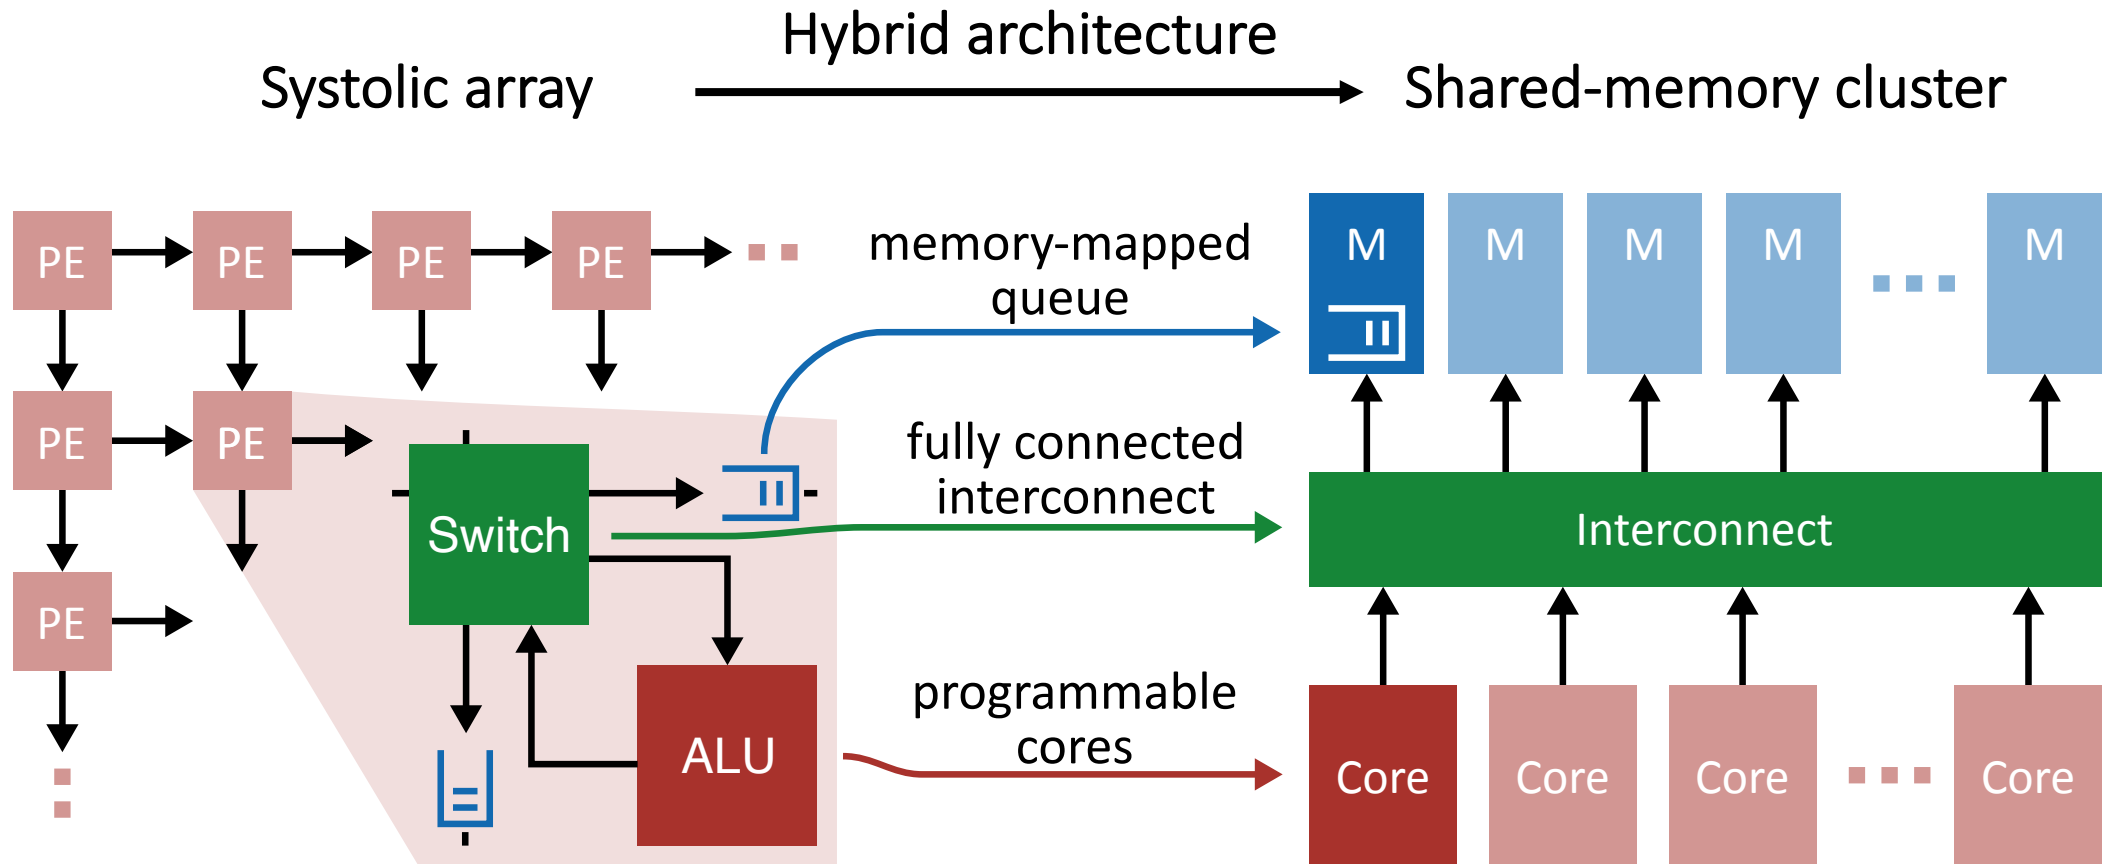 Hybrid architecture
Systolic array
Shared-memory cluster
PE PE PE PE
memory-mapped
queue
M M M M M
PE PE
fully connected
interconnect
Switch
Interconnect
PE
programmable
cores
ALU
Core Core Core Core